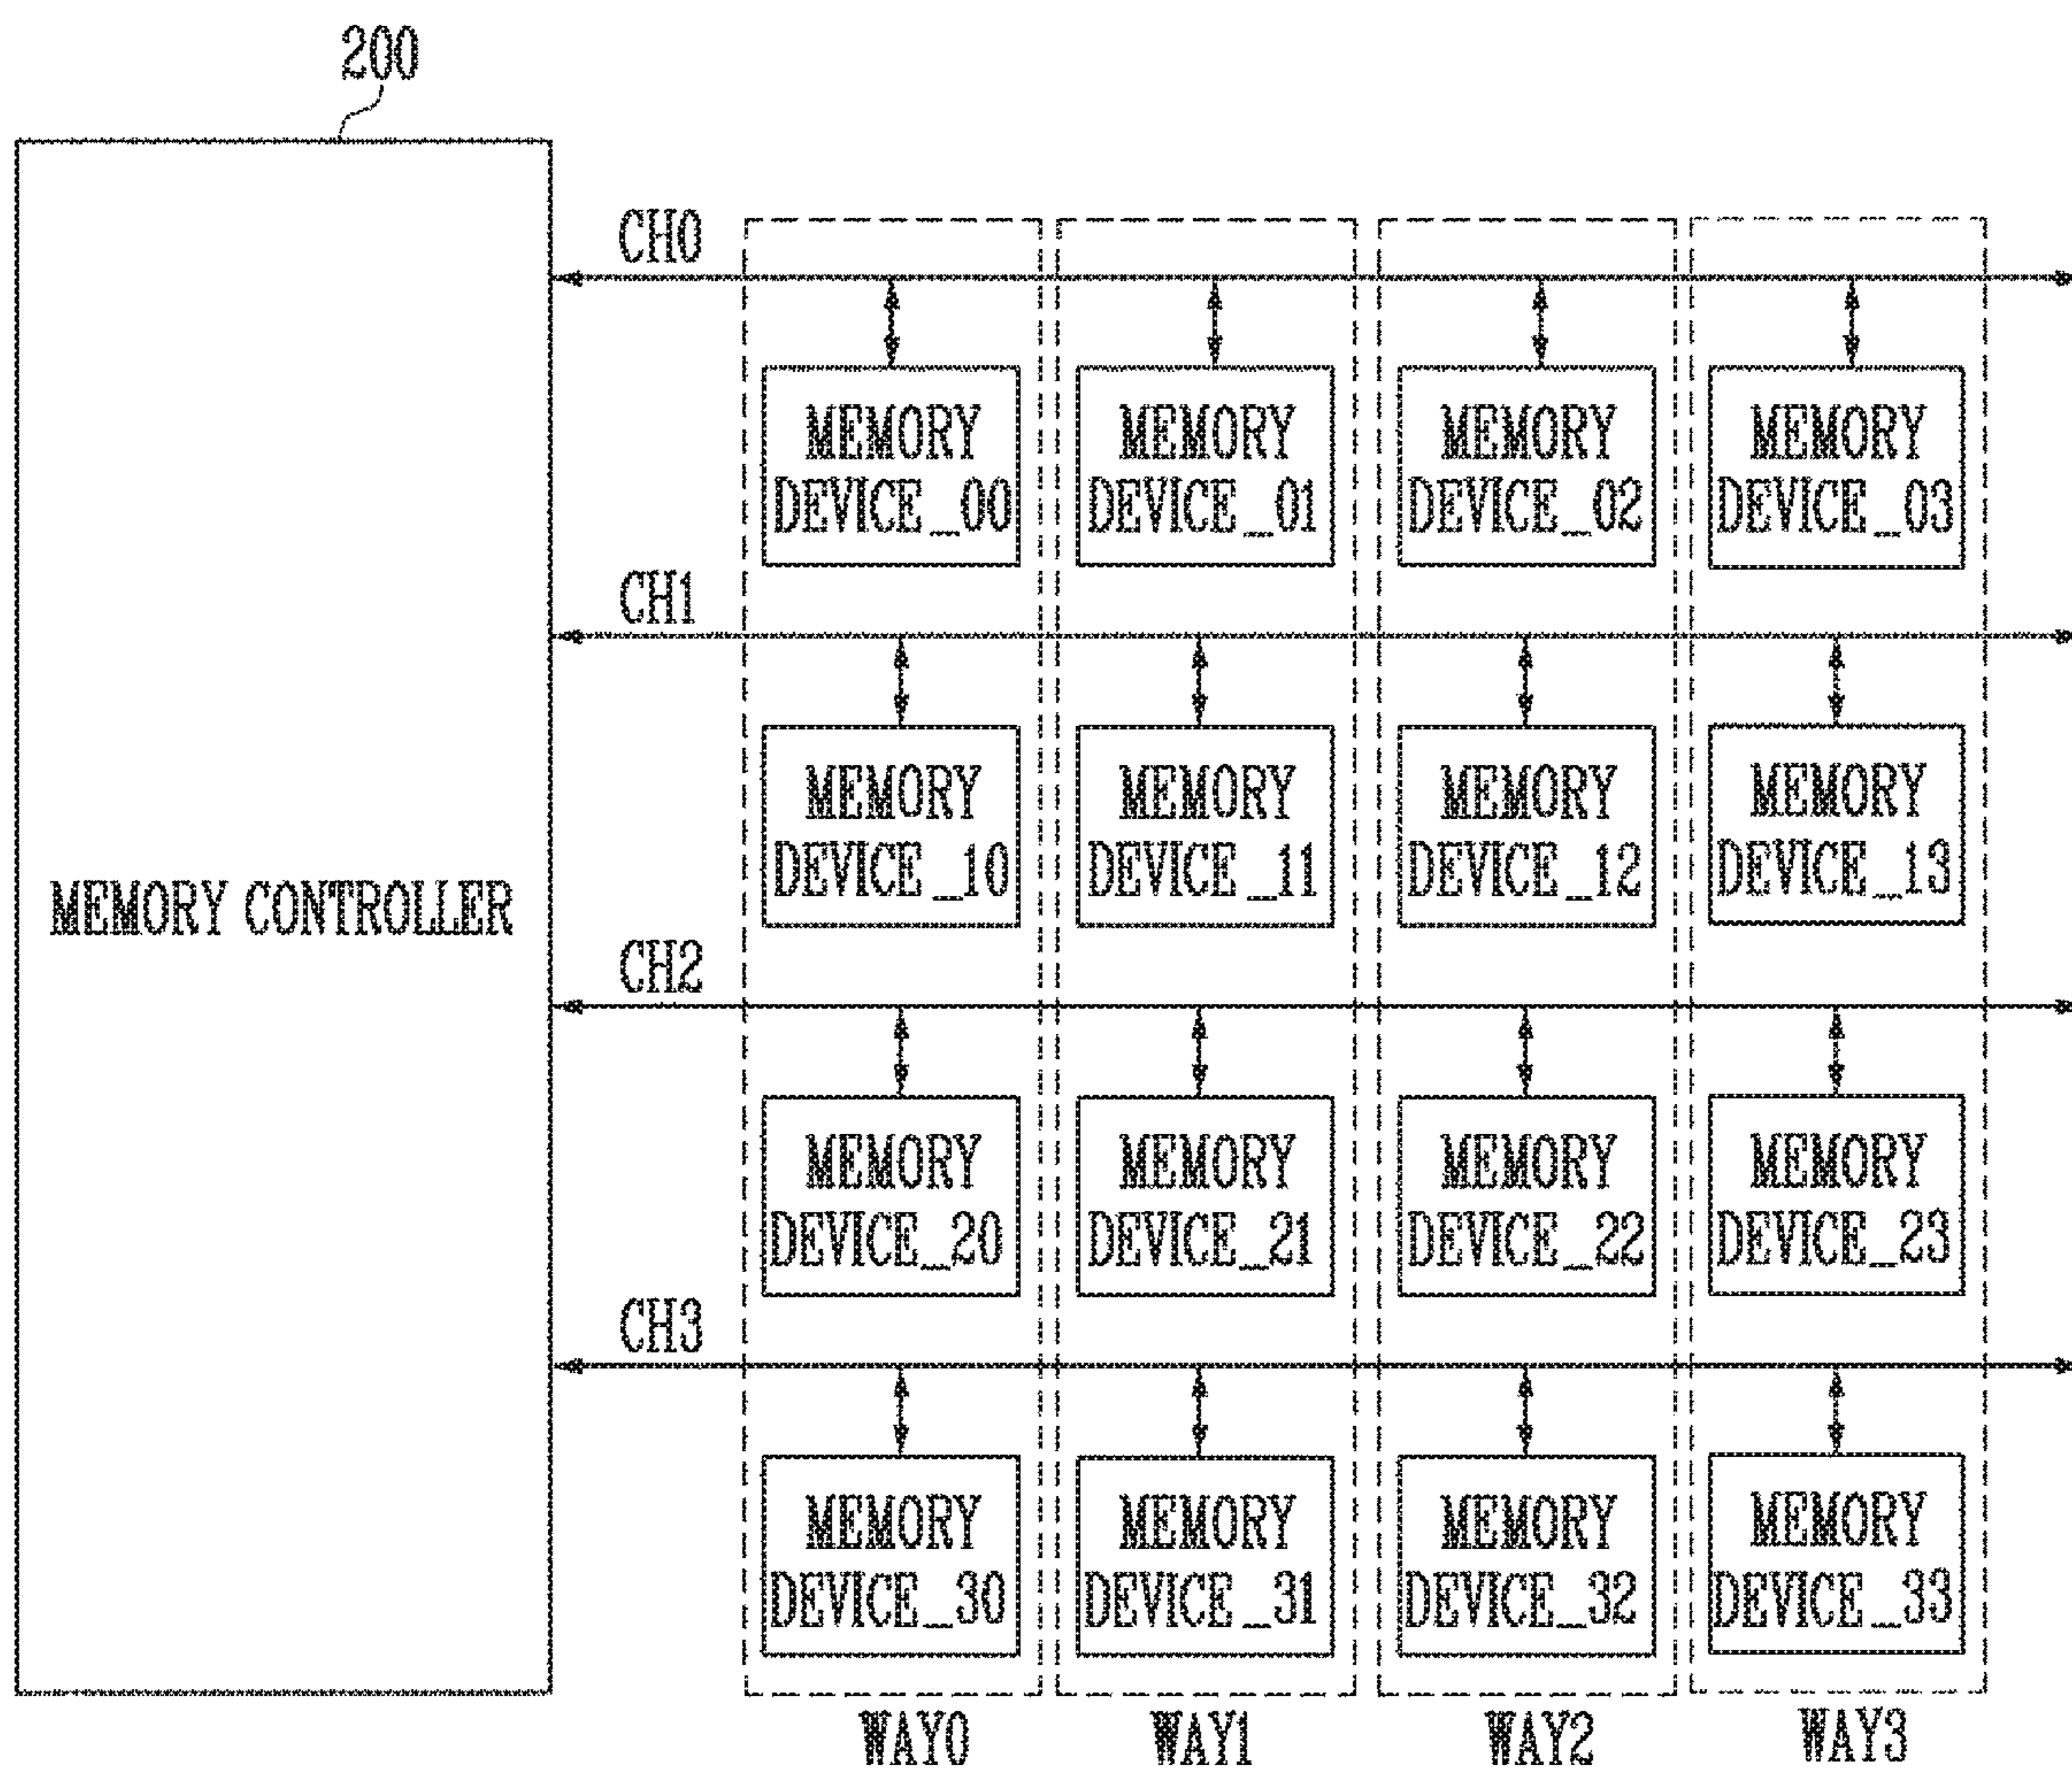 200
MEMORY CONTROLLER
CH0
MEMORY
DEVICE_00
MEMORY
DEVICE_01
MEMORY
DEVICE_02
MEMORY
DEVICE_03
CH1
MEMORY
DEVICE_10
MEMORY
DEVICE_11
MEMORY
DEVICE_12
MEMORY
DEVICE_13
CH2
MEMORY
DEVICE_20
MEMORY
DEVICE_21
MEMORY
DEVICE_22
MEMORY
DEVICE_23
CH3
MEMORY
DEVICE_30
MEMORY
DEVICE_31
MEMORY
DEVICE_32
MEMORY
DEVICE_33
WAY0
WAY1
WAY2
WAY3